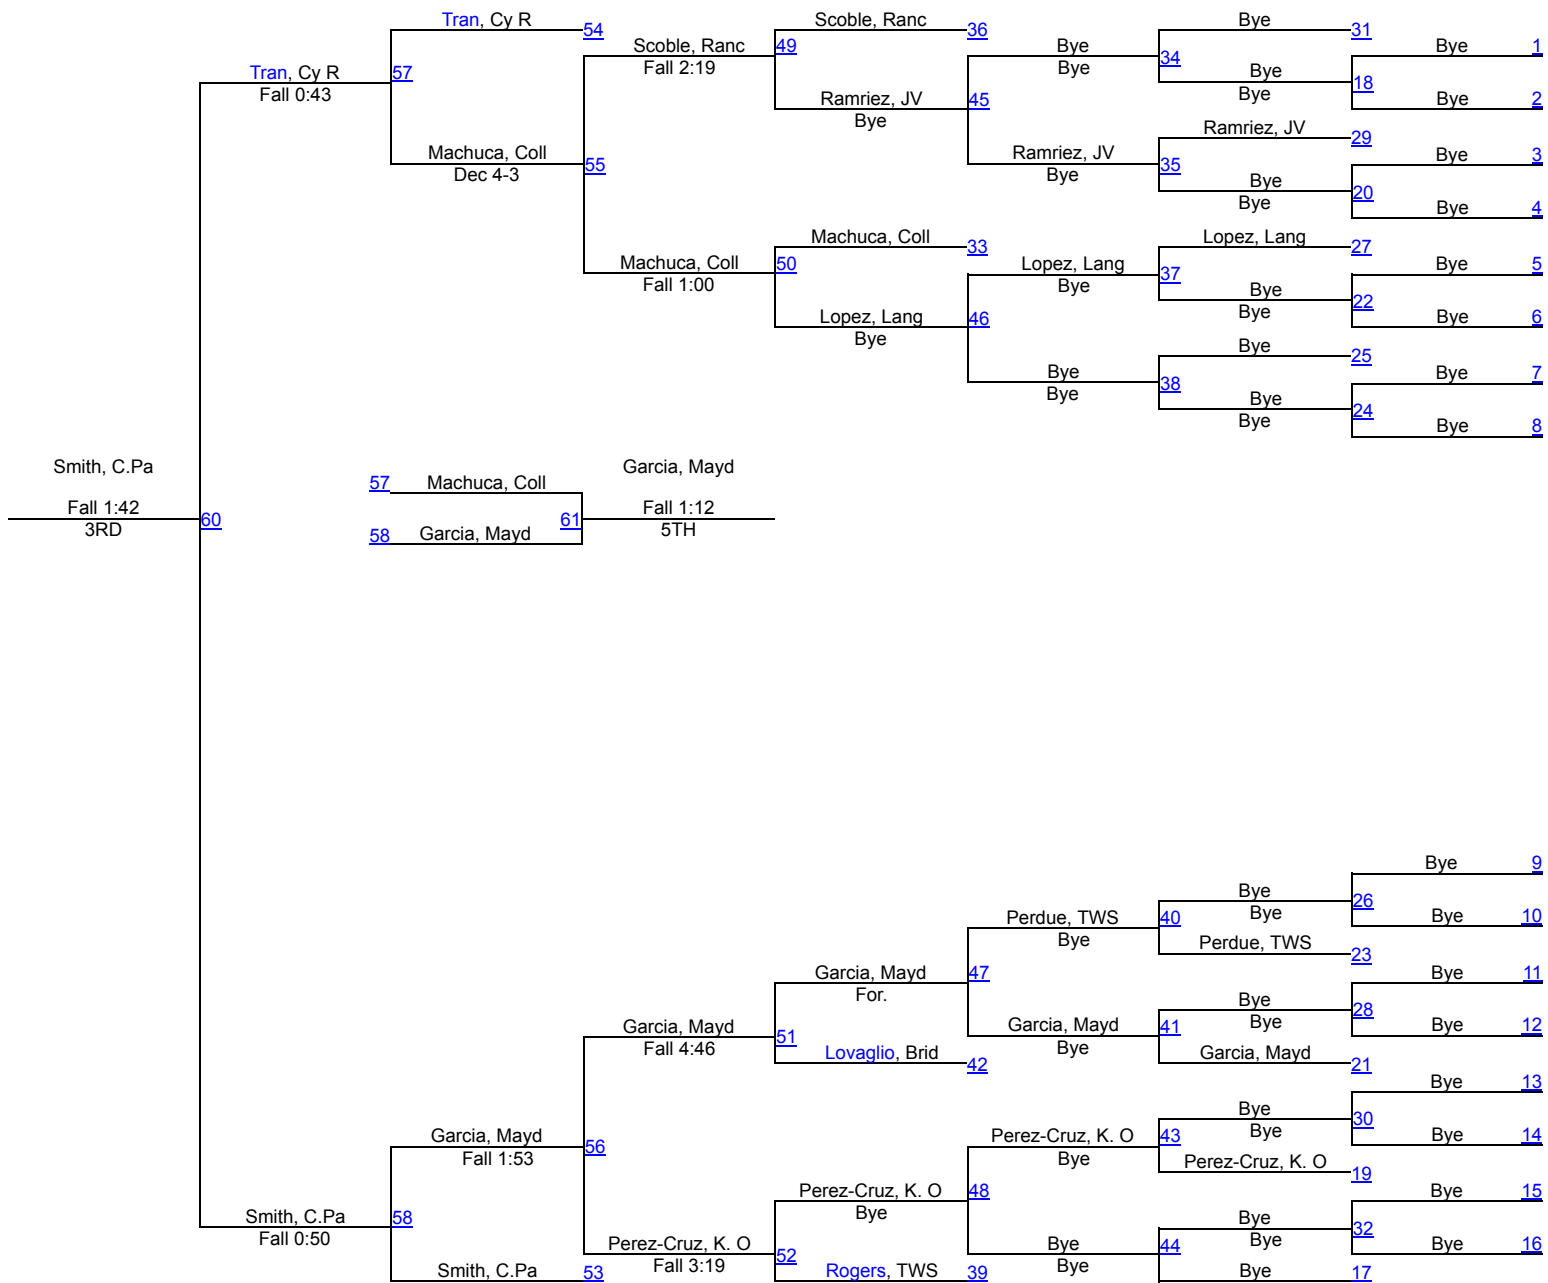 Tran, Cy R
54
Scoble, Ranc
36
Bye
31
Scoble, Ranc
49
Bye
34
Bye
1
Fall 2:19
Bye
Tran, Cy R
57
Bye
18
Fall 0:43
Ramriez, JV
45
Bye
Bye
2
Bye
Ramriez, JV
29
Machuca, Coll
55
Ramriez, JV
35
Bye
3
Dec 4-3
Bye
Bye
20
Bye
Bye
4
Machuca, Coll
33
Lopez, Lang
27
Machuca, Coll
50
Lopez, Lang
37
Bye
5
Fall 1:00
Bye
Bye
22
Lopez, Lang
46
Bye
Bye
6
Bye
Bye
25
Bye
38
Bye
7
Bye
Bye
24
Bye
Bye
8
Smith, C.Pa
Garcia, Mayd
57
Machuca, Coll
Fall 1:42
60
61
Fall 1:12
3RD
58
Garcia, Mayd
5TH
Bye
9
Bye
26
Perdue, TWS
40
Bye
Bye
10
Bye
Perdue, TWS
23
Garcia, Mayd
47
Bye
11
For.
Bye
28
Garcia, Mayd
51
Garcia, Mayd
41
Bye
Bye
12
Fall 4:46
Lovaglio, Brid
42
Bye
Garcia, Mayd
21
Bye
13
Bye
30
Garcia, Mayd
56
Perez-Cruz, K. O
43
Bye
Bye
14
Fall 1:53
Bye
Perez-Cruz, K. O
19
Perez-Cruz, K. O
48
Bye
15
Smith, C.Pa
58
Bye
Bye
32
Fall 0:50
Perez-Cruz, K. O
52
Bye
44
Bye
Bye
16
Smith, C.Pa
53
Fall 3:19
Rogers, TWS
39
Bye
Bye
17